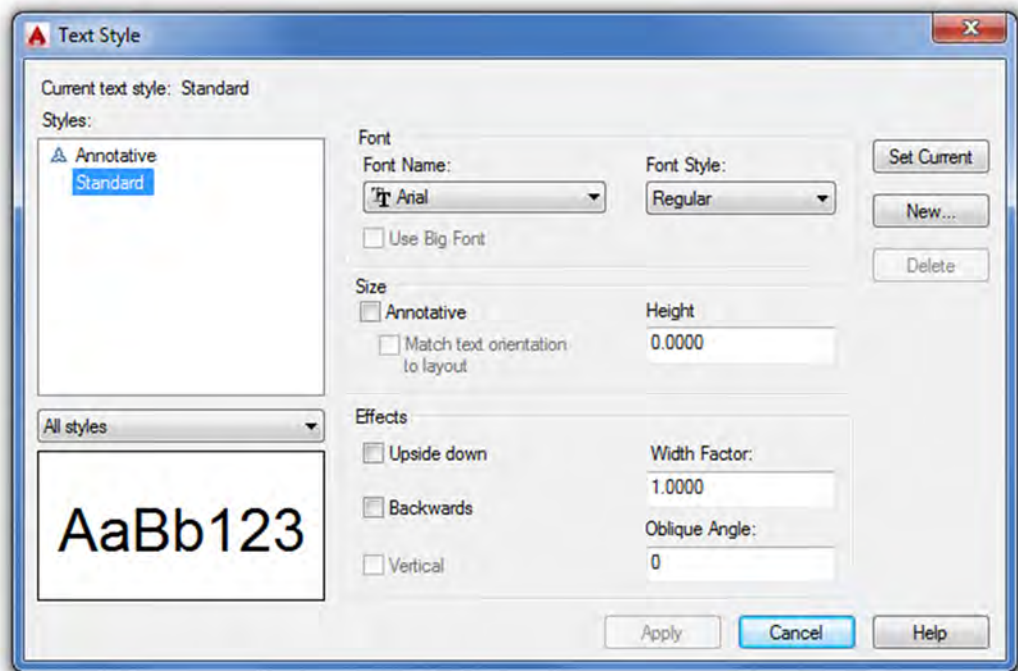 Text Style
Current text style: Standard
Styles:
Annotative
Standard
All styles
AaBb123
Font
Font Name:
Arial
Use Big Font
Font Style:
Regular
Size
Annotative
Match text orientation
to layout
Height
0.0000
Effects
Upside down
Backwards
Vertical
Width Factor:
1.0000
Oblique Angle:
0
Set Current
New...
Delete
Apply
Cancel
Help